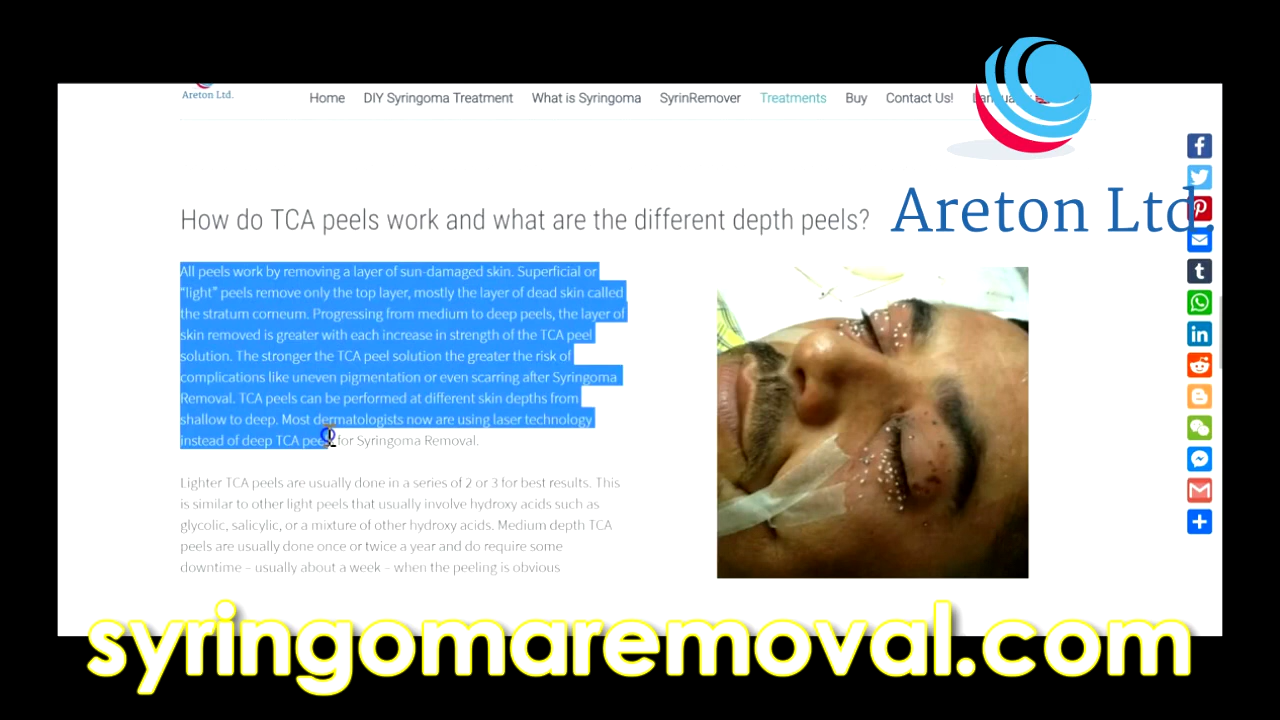 Areton Ltd.
Home DIY Syringoma Treatment What is Syringoma SyrinRemover Treatments Buy Contact Us!
Areton Ltd.
How do TCA peels work and what are the different depth peels?
All peels work by removing a layer of sun-damaged skin. Superficial or
“light” peels remove only the top layer, mostly the layer of dead skin called
the stratum corneum. Progressing from medium to deep peels, the layer of
skin removed is greater with each increase in strength of the TCA peel
solution. The stronger the TCA peel solution the greater the risk of
complications like uneven pigmentation or even scarring after Syringoma
Removal. TCA peels can be performed at different skin depths from
shallow to deep. Most dermatologists now are using laser technology
instead of deep TCA peels for Syringoma Removal.
Lighter TCA peels are usually done in a series of 2 or 3 for best results. This
is similar to other light peels that usually involve hydroxy acids such as
glycolic, salicylic, or a mixture of other hydroxy acids. Medium depth TCA
peels are usually done once or twice a year and do require some
downtime – usually about a week – when the peeling is obvious
syringomaremoval.com